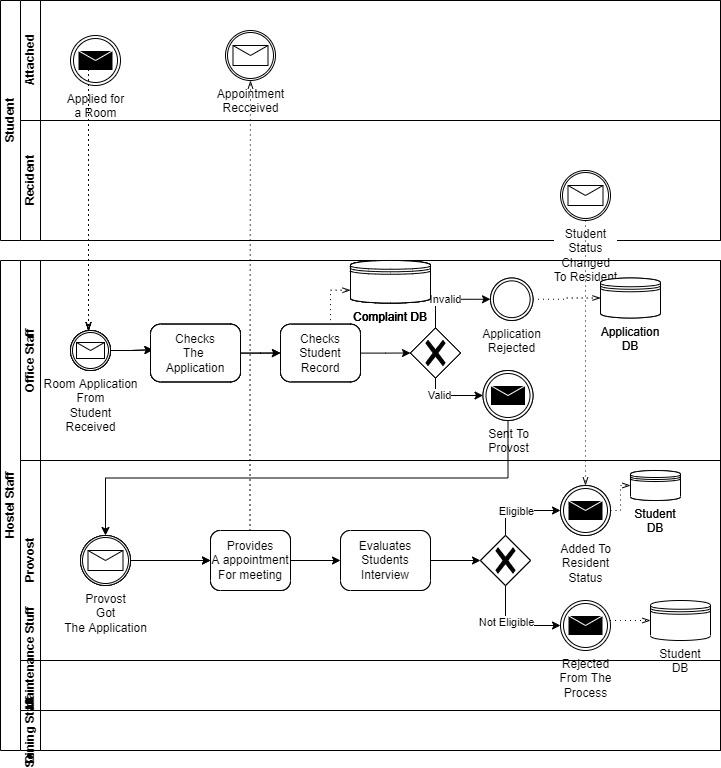 Student
Attached
Applied for
a Room
Appointment
Recceived
Recident
Student
Status
Changed
To Resident
Hostel Staff
Office Staff
Room Application
From
Student
Received
Checks
The
Application
Checks
Student
Record
Complaint DB
Invalid
Valid
Application
Rejected
Application
DB
Sent To
Provost
Provost
Provost
Got
The Application
Provides
A appointment
For meeting
Evaluates
Students
Interview
Eligible
Not Eligible
Added To
Resident
Status
Student
DB
Rejected
From The
Process
Student
DB
Maintenance Stuff
Dining Staff